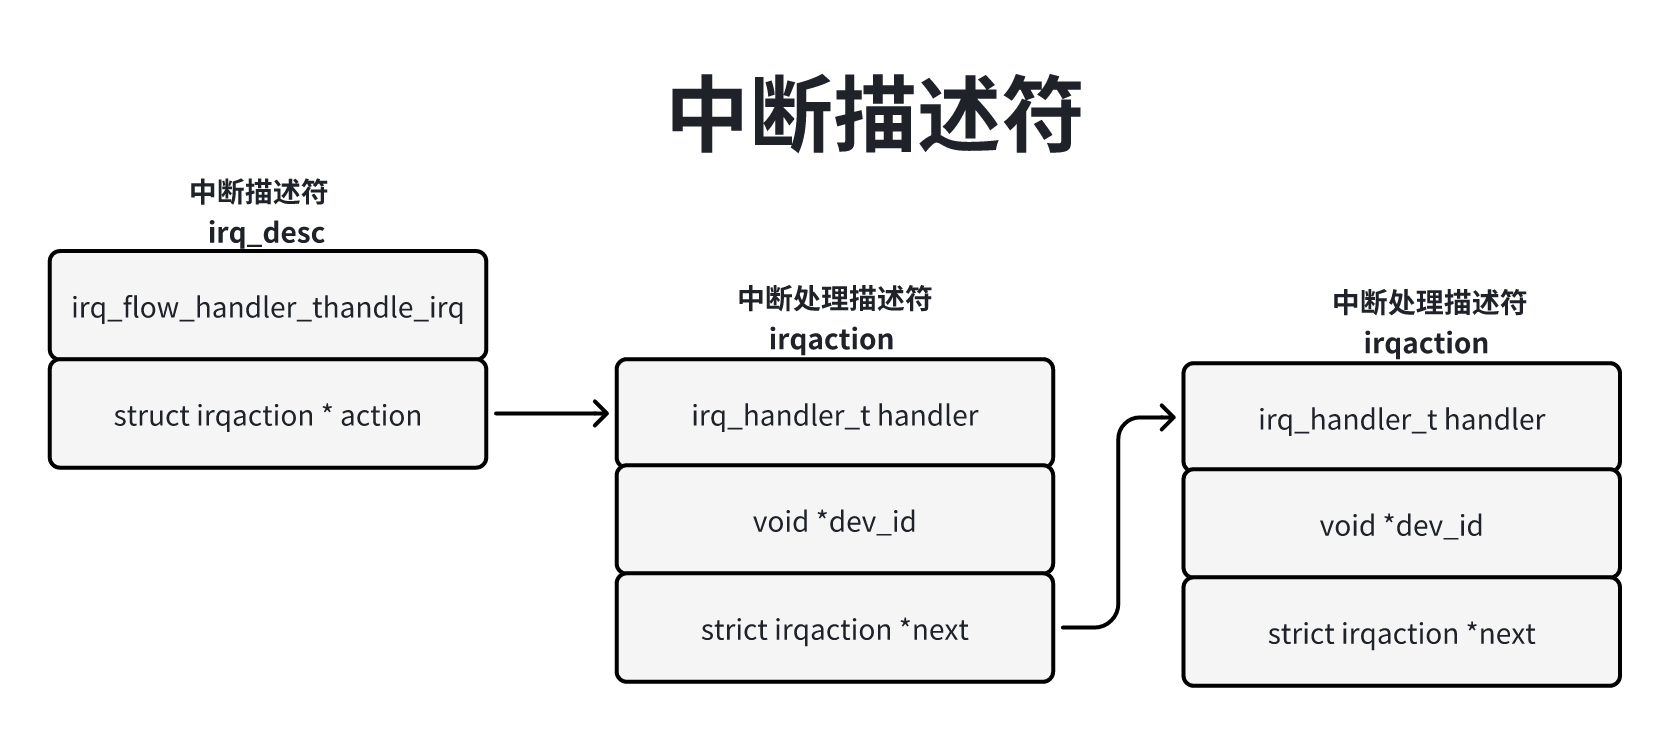 中断描述符
中断描述符
irq_desc
irq_flow_handler_thandle_irq
struct irqaction * action
中断处理描述符
irqaction
irq_handler_t handler
void *dev_id
strict irqaction *next
中断处理描述符
irqaction
irq_handler_t handler
void *dev_id
strict irqaction *next